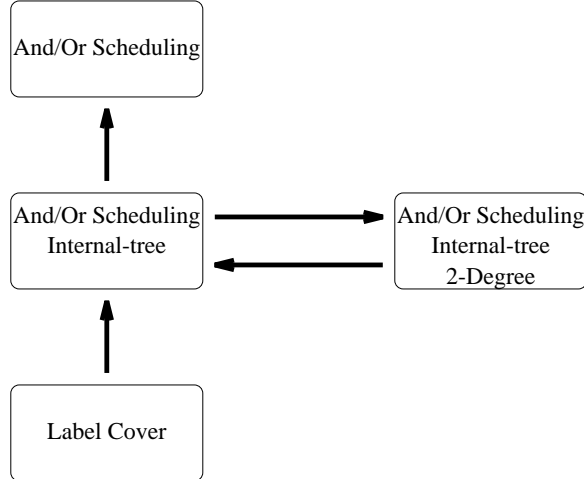 And/Or Scheduling
And/Or Scheduling
Internal-tree
And/Or Scheduling
Internal-tree
2-Degree
Label Cover